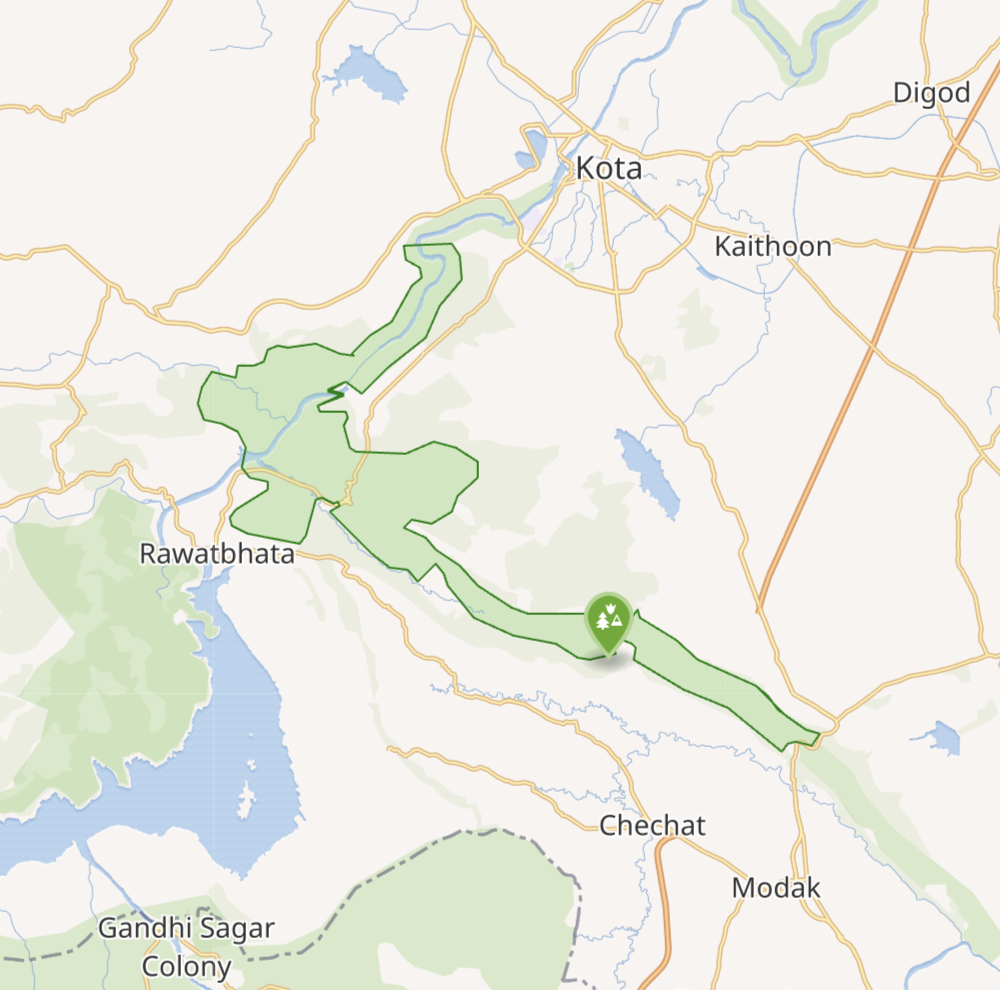 Digod
Kota
Kaithoon
Rawatbhata
Chechat
Modak
Gandhi Sagar
Colony